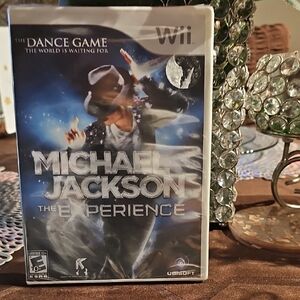 THE DANCE GAME
THE WORLD IS WAITING FOR
Wii
MICHAEL
JACKSON
THE EXPERIENCE
E
UBISOFT